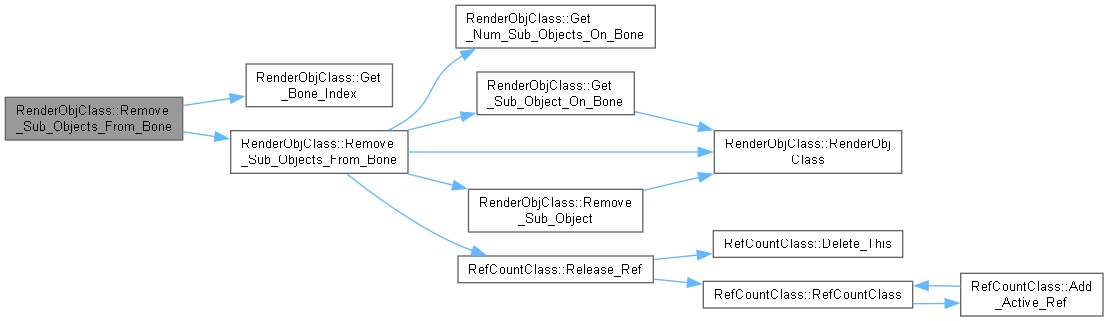 RenderObjClass::Remove
_Sub_Objects_From_Bone
RenderObjClass::Get
_Bone_Index
RenderObjClass::Remove
_Sub_Objects_From_Bone
RenderObjClass::Get
_Num_Sub_Objects_On_Bone
RenderObjClass::Get
_Sub_Object_On_Bone
RenderObjClass::RenderObj
Class
RenderObjClass::Remove
_Sub_Object
RefCountClass::Release_Ref
RefCountClass::Delete_This
RefCountClass::RefCountClass
RefCountClass::Add
_Active_Ref